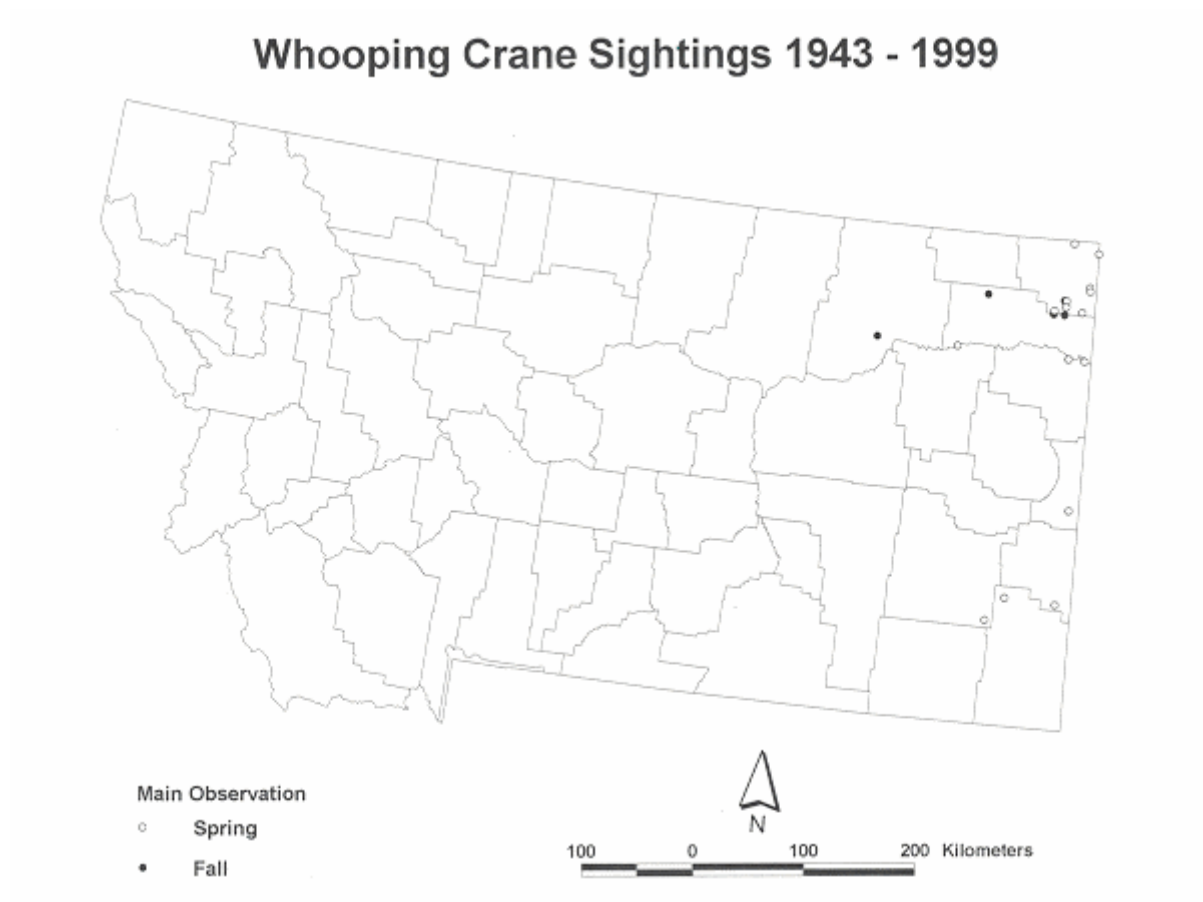 Whooping Crane Sightings 1943 - 1999
Main Observation
Spring
Fall
N
100 0 100 200 Kilometers